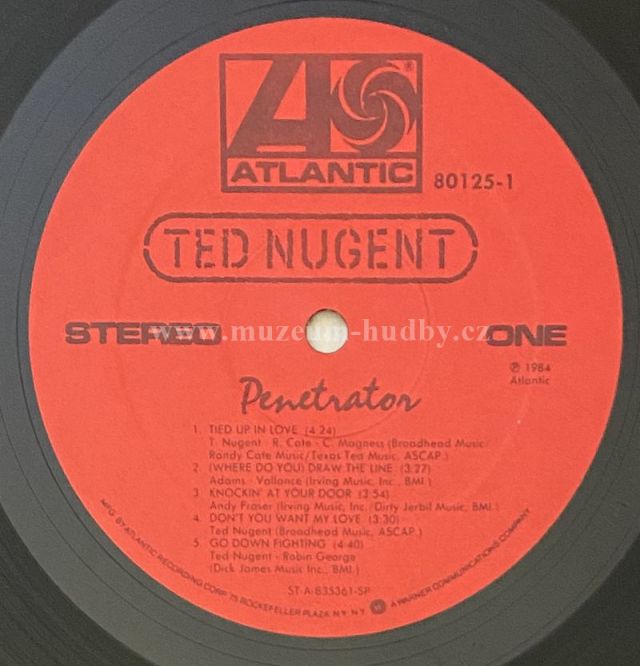 ATLANTIC
®
80125-1
TED NUGENT
STEREO
ONE
www.muzeum-hudby.cz
℗ 1984
Atlantic
Penetrator
1. TIED UP IN LOVE (4:24)
T. Nugent - R. Cate - C. Magness (Broadhead Music/
Randy Cate Music/Texas Tea Music, ASCAP.)
2. (WHERE DO YOU) DRAW THE LINE (3:27)
Adams - Vallance (Irving Music, Inc., BMI.)
3. KNOCKIN' AT YOUR DOOR (3:54)
Andy Fraser (Irving Music, Inc./Dirty Jerbil Music, BMI.)
4. DON'T YOU WANT MY LOVE (3:30)
Ted Nugent (Broadhead Music, ASCAP.)
5. GO DOWN FIGHTING (4:40)
Ted Nugent - Robin George
(Dick James Music Inc., BMI.)
ST-A-835361-SP
MFG. BY ATLANTIC RECORDING CORP. 75 ROCKEFELLER PLAZA, N.Y. N.Y. A WARNER COMMUNICATIONS COMPANY